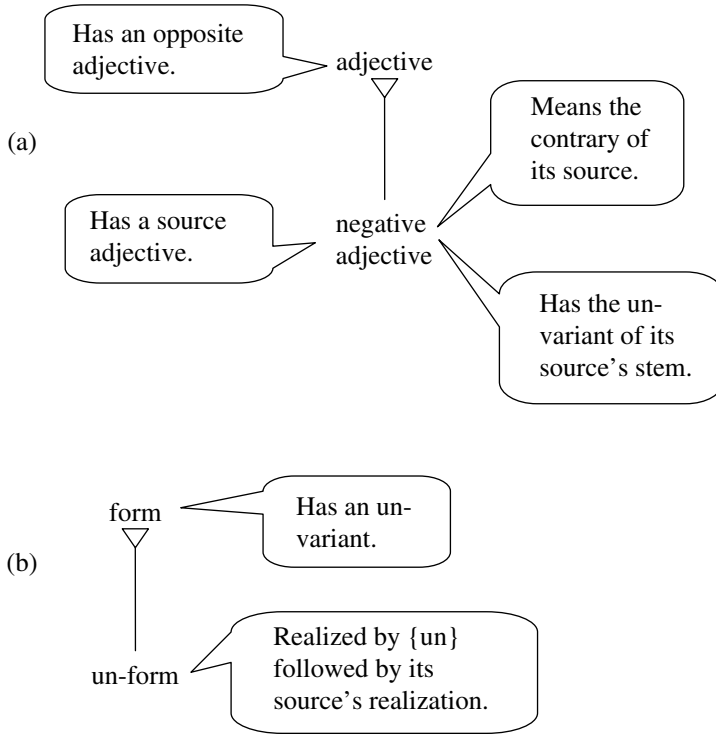 Has an opposite
adjective.
adjective
(a)
Means the
contrary of
its source.
Has a source
adjective.
negative
adjective
Has the un-
variant of its
source's stem.
form
Has an un-
variant.
(b)
un-form
Realized by {un}
followed by its
source's realization.